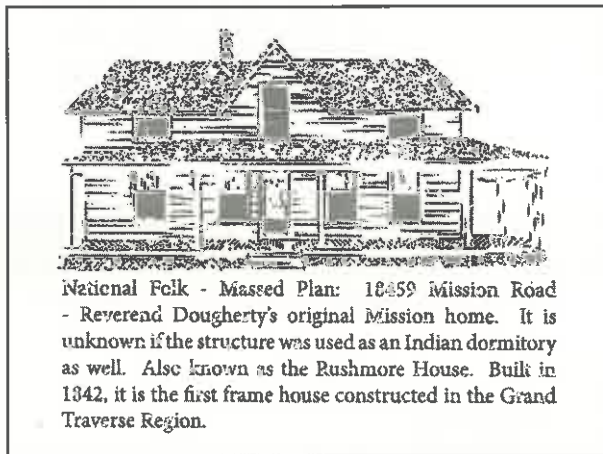 National Folk - Massed Plan: 18459 Mission Road
- Reverend Dougherty's original Mission home. It is
unknown if the structure was used as an Indian dormitory
as well. Also known as the Rushmore House. Built in
1842, it is the first frame house constructed in the Grand
Traverse Region.